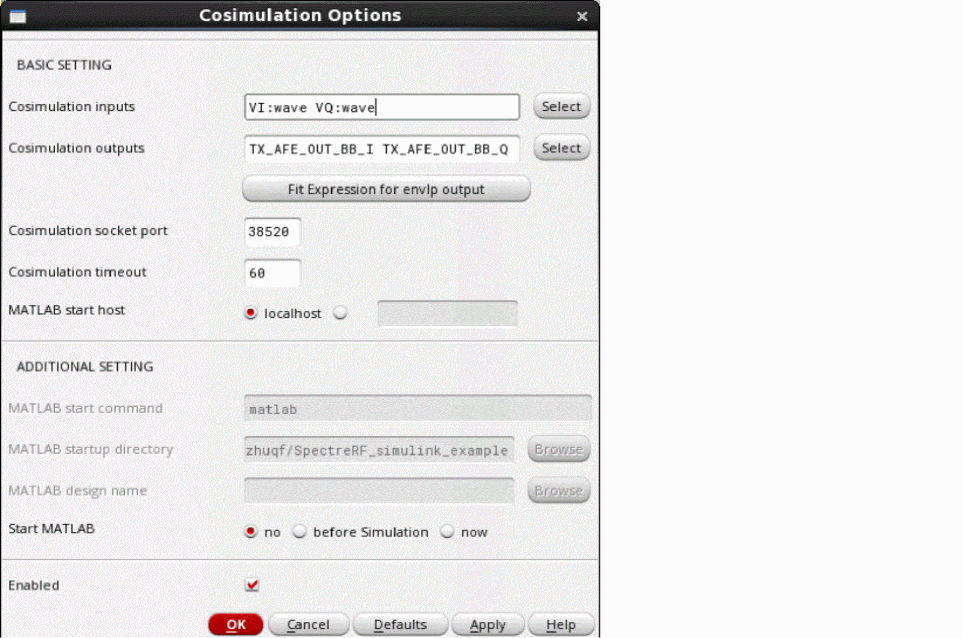 Cosimulation Options
BASIC SETTING
Cosimulation inputs VI:wave VQ:wave Select
Cosimulation outputs TX_AFE_OUT_BB_I TX_AFE_OUT_BB_Q Select
Fit Expression for envlp output
Cosimulation socket port 38520
Cosimulation timeout 60
MATLAB start host localhost
ADDITIONAL SETTING
MATLAB start command matlab
MATLAB startup directory zhuqf/SpectreRF_simulink_example Browse
MATLAB design name Browse
Start MATLAB no before Simulation now
Enabled
OK Cancel Defaults Apply Help